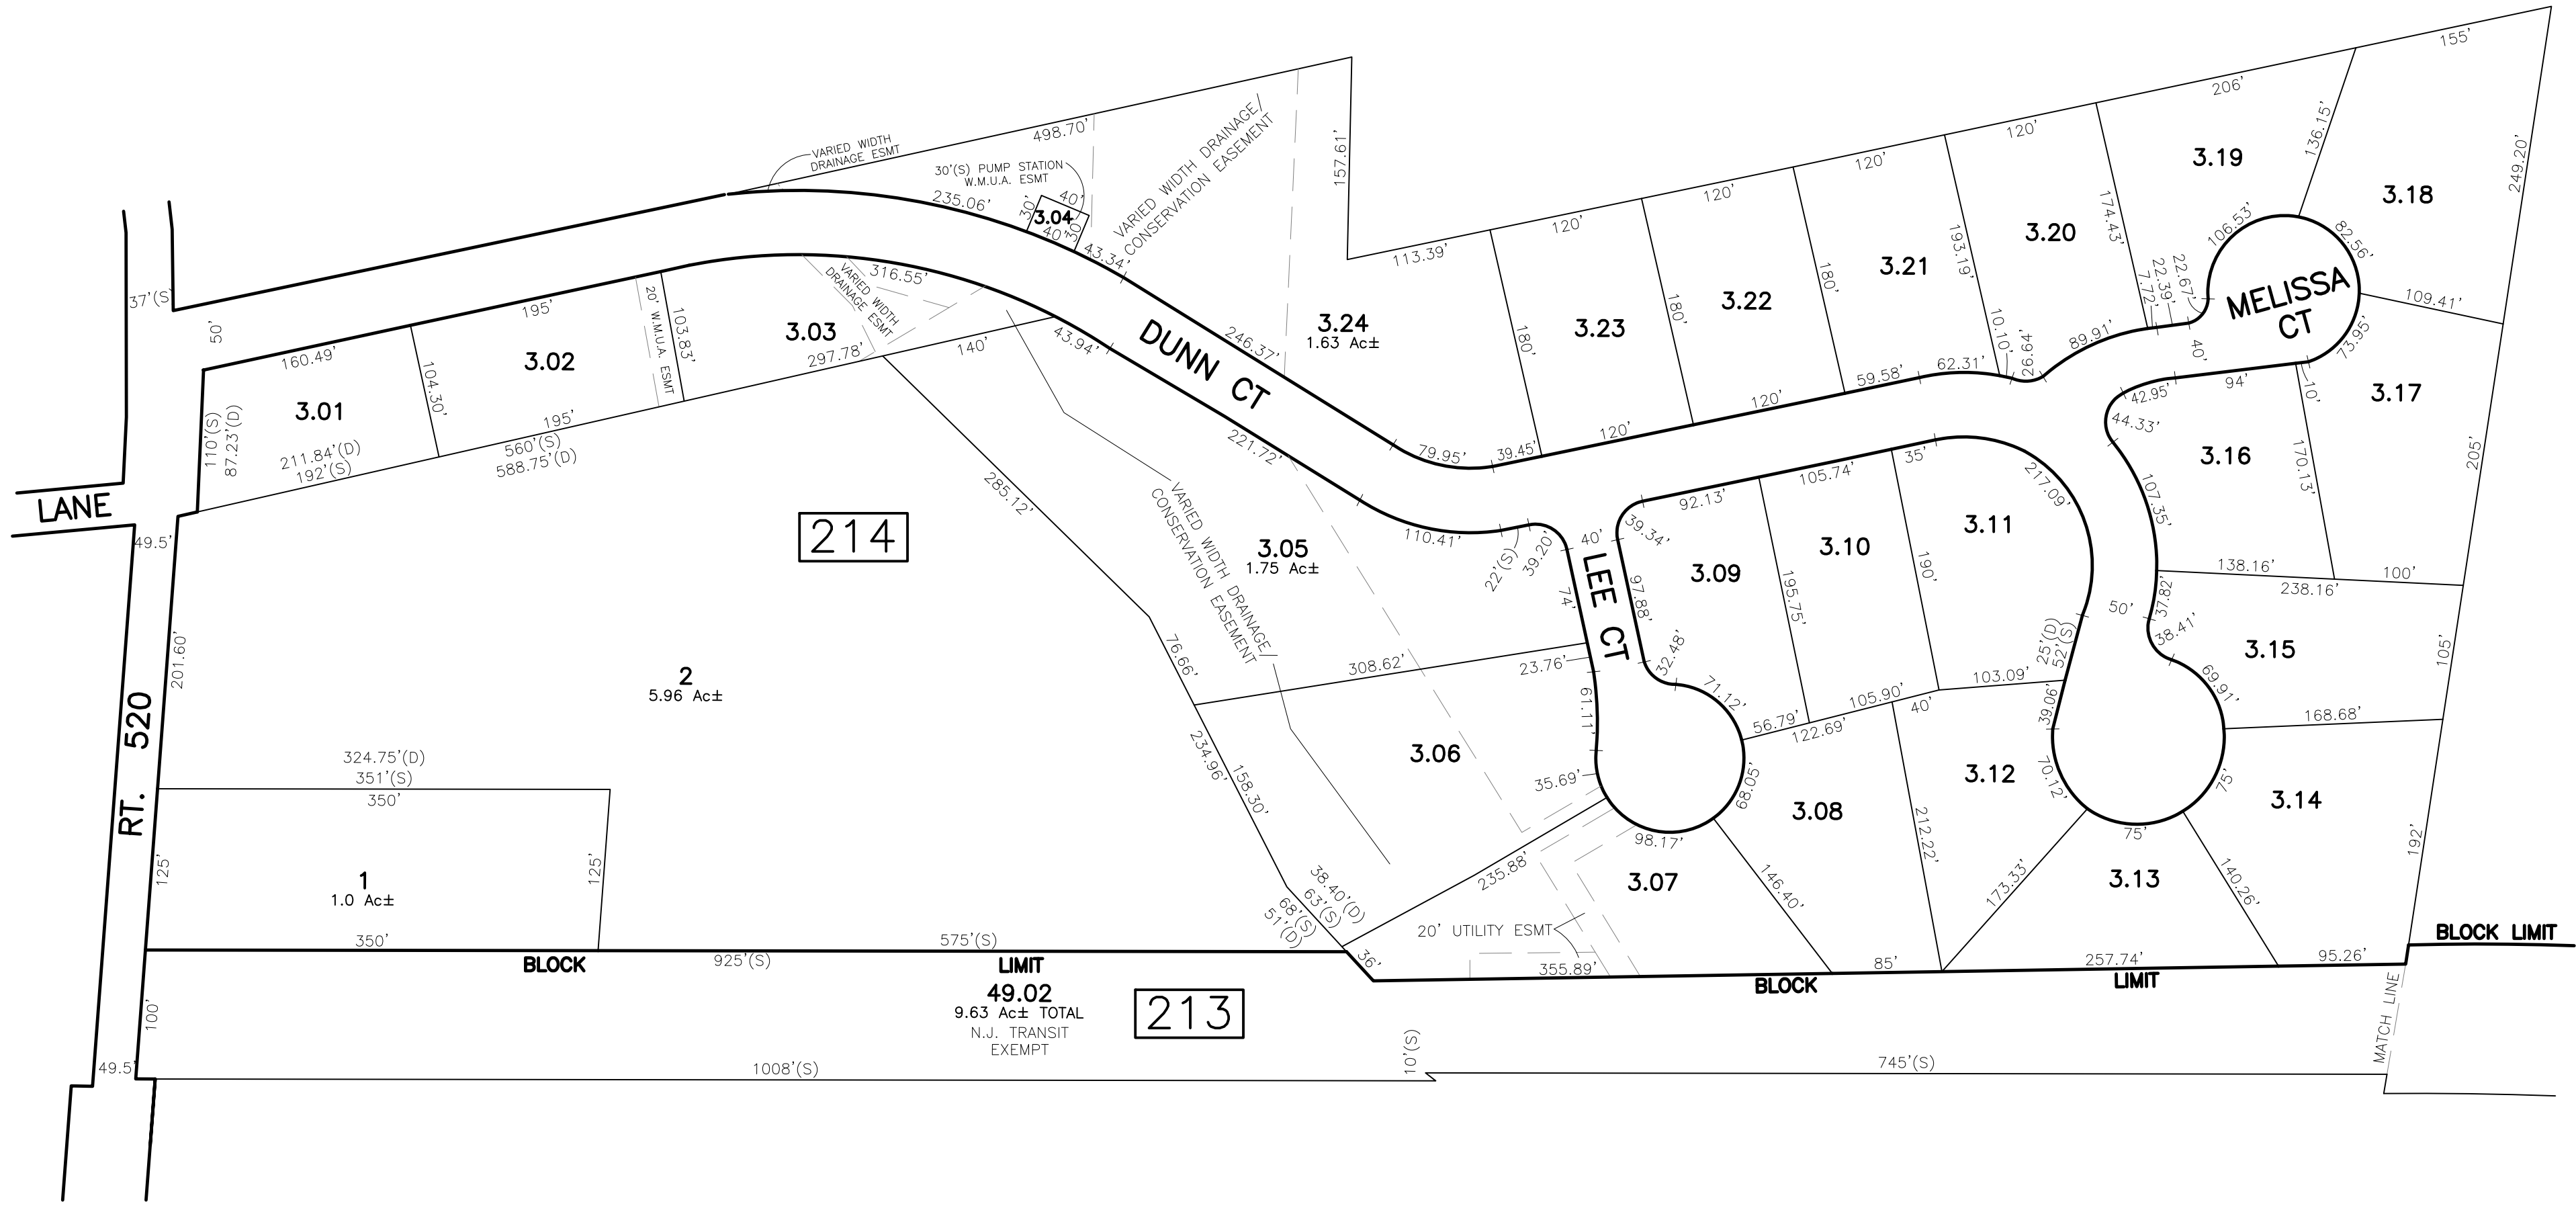 155'
206'
120'
120'
120'
120'
113.39'
157.61'
498.70'
VARIED WIDTH
DRAINAGE ESMT
30'(S) PUMP STATION
W.M.U.A. ESMT
VARIED WIDTH DRAINAGE/
CONSERVATION EASEMENT
235.06'
40'
30'
3.04
30'
40'
43.34'
136.15'
249.20'
3.19
3.18
174.43'
106.53'
82.56'
193.19'
3.20
3.21
180'
3.22
180'
3.23
180'
3.24
1.63 Ac±
22.67'
22.39'
7.72'
MELISSA
CT
109.41'
73.95'
40'
10'
94'
42.95'
44.33'
89.91'
26.64'
10.10'
62.31'
59.58'
120'
120'
39.45'
79.95'
246.37'
DUNN CT
37'(S)
50'
160.49'
195'
20' W.M.U.A. ESMT
103.83'
3.03
VARIED WIDTH
DRAINAGE ESMT
316.55'
297.78'
140'
43.94'
3.01
104.30'
3.02
110'(S)
87.23'(D)
211.84'(D)
192'(S)
195'
560'(S)
588.75'(D)
3.17
3.16
170.13'
205'
107.35'
138.16'
100'
238.16'
35'
105.74'
92.13'
217.09'
3.11
3.10
3.09
190'
195.75'
39.34'
40'
LEE CT
97.88'
32.48'
71.12'
74'
39.20'
22'(S)
110.41'
221.72'
3.05
1.75 Ac±
VARIED WIDTH DRAINAGE/
CONSERVATION EASEMENT
285.12'
214
LANE
49.5'
201.60'
RT. 520
2
5.96 Ac±
76.66'
308.62'
23.76'
61.11'
3.06
35.69'
234.96'
158.30'
50'
37.82'
38.41'
3.15
105'
69.91'
168.68'
25'(D)
52'(S)
39.06'
103.09'
105.90'
56.79'
40'
122.69'
70.12'
75'
75'
3.12
3.14
3.08
68.05'
98.17'
212.22'
192'
324.75'(D)
351'(S)
350'
125'
125'
1
1.0 Ac±
235.88'
3.07
146.40'
173.33'
3.13
140.26'
38.40'(D)
63'(S)
68'(S)
51'(D)
36'
20' UTILITY ESMT
355.89'
85'
257.74'
95.26'
BLOCK LIMIT
350'
575'(S)
BLOCK
925'(S)
LIMIT
BLOCK
LIMIT
49.02
9.63 Ac± TOTAL
N.J. TRANSIT
EXEMPT
213
100'
49.5'
1008'(S)
10'(S)
745'(S)
MATCH LINE